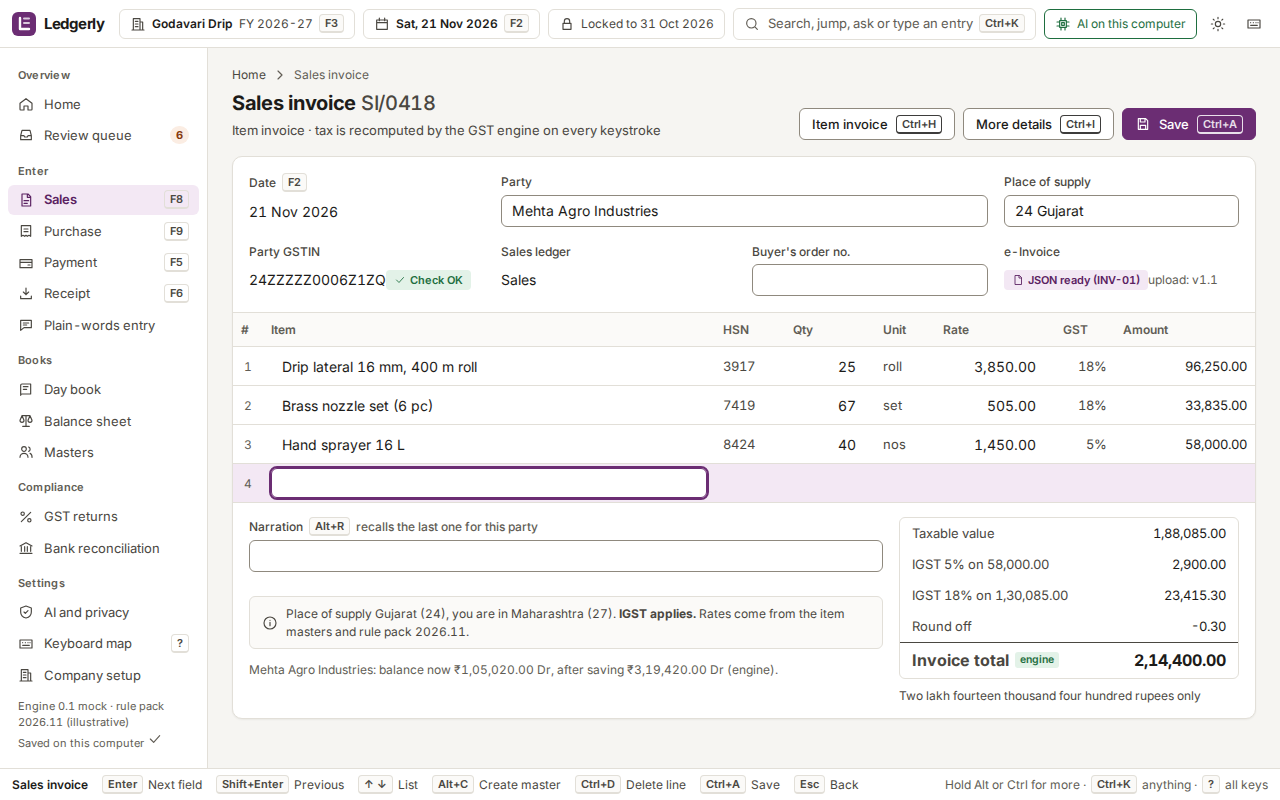 Ledgerly
Godavari Drip FY 2026-27 F3
Sat, 21 Nov 2026 F2
Locked to 31 Oct 2026
Search, jump, ask or type an entry Ctrl+K
AI on this computer
Overview
Home
Review queue 6
Enter
Sales F8
Purchase F9
Payment F5
Receipt F6
Plain-words entry
Books
Day book
Balance sheet
Masters
Compliance
GST returns
Bank reconciliation
Settings
AI and privacy
Keyboard map ?
Company setup
Engine 0.1 mock · rule pack
2026.11 (illustrative)
Saved on this computer
Home > Sales invoice
Sales invoice SI/0418
Item invoice · tax is recomputed by the GST engine on every keystroke
Item invoice Ctrl+H
More details Ctrl+I
Save Ctrl+A
Date F2
Party
Place of supply
21 Nov 2026
Mehta Agro Industries
24 Gujarat
Party GSTIN
Sales ledger
Buyer's order no.
e-Invoice
24ZZZZZ0006Z1ZQ Check OK
Sales
JSON ready (INV-01) upload: v1.1
# Item HSN Qty Unit Rate GST Amount
1 Drip lateral 16 mm, 400 m roll 3917 25 roll 3,850.00 18% 96,250.00
2 Brass nozzle set (6 pc) 7419 67 set 505.00 18% 33,835.00
3 Hand sprayer 16 L 8424 40 nos 1,450.00 5% 58,000.00
4
Narration Alt+R recalls the last one for this party
Place of supply Gujarat (24), you are in Maharashtra (27). IGST applies. Rates come from the item
masters and rule pack 2026.11.
Mehta Agro Industries: balance now ₹1,05,020.00 Dr, after saving ₹3,19,420.00 Dr (engine).
Taxable value 1,88,085.00
IGST 5% on 58,000.00 2,900.00
IGST 18% on 1,30,085.00 23,415.30
Round off -0.30
Invoice total engine 2,14,400.00
Two lakh fourteen thousand four hundred rupees only
Sales invoice Enter Next field Shift+Enter Previous ↑↓ List Alt+C Create master Ctrl+D Delete line Ctrl+A Save Esc Back
Hold Alt or Ctrl for more · Ctrl+K anything · ? all keys